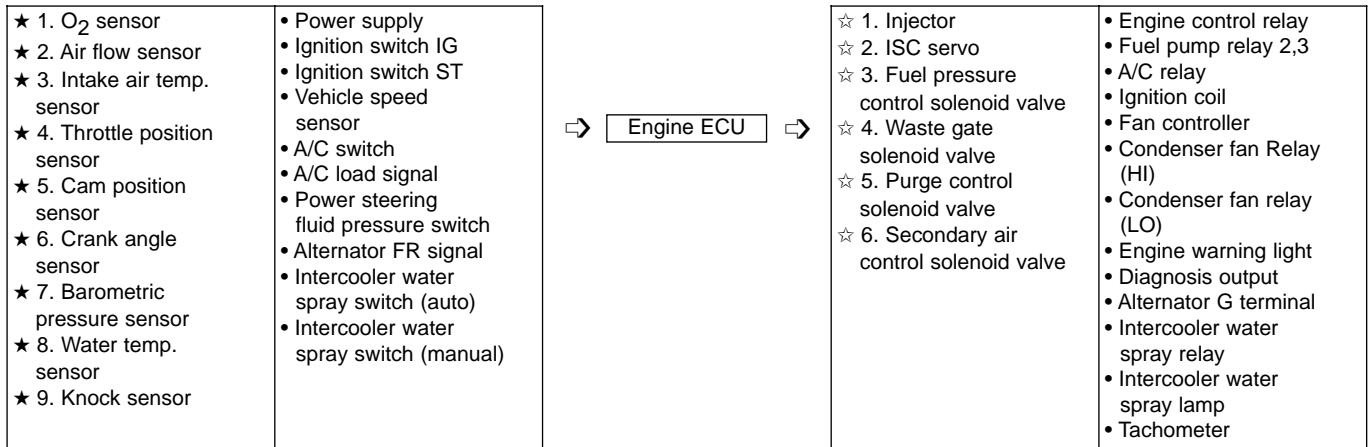 ★ 1. O2 sensor
★ 2. Air flow sensor
★ 3. Intake air temp.
sensor
★ 4. Throttle position
sensor
★ 5. Cam position
sensor
★ 6. Crank angle
sensor
★ 7. Barometric
pressure sensor
★ 8. Water temp.
sensor
★ 9. Knock sensor
• Power supply
• Ignition switch IG
• Ignition switch ST
• Vehicle speed
sensor
• A/C switch
• A/C load signal
• Power steering
fluid pressure switch
• Alternator FR signal
• Intercooler water
spray switch (auto)
• Intercooler water
spray switch (manual)
⇨ Engine ECU ⇨
☆ 1. Injector
☆ 2. ISC servo
☆ 3. Fuel pressure
control solenoid valve
☆ 4. Waste gate
solenoid valve
☆ 5. Purge control
solenoid valve
☆ 6. Secondary air
control solenoid valve
• Engine control relay
• Fuel pump relay 2,3
• A/C relay
• Ignition coil
• Fan controller
• Condenser fan Relay
(HI)
• Condenser fan relay
(LO)
• Engine warning light
• Diagnosis output
• Alternator G terminal
• Intercooler water
spray relay
• Intercooler water
spray lamp
• Tachometer